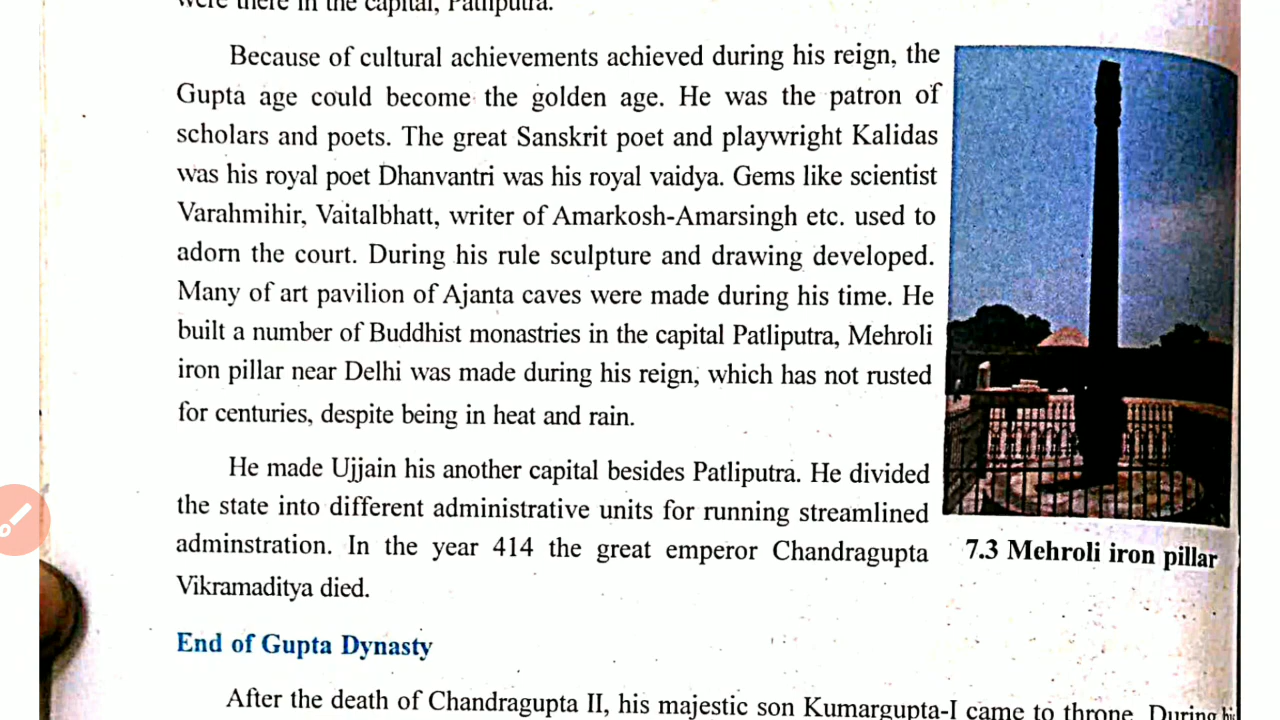 were there in the capital, Patliputra.
Because of cultural achievements achieved during his reign, the
Gupta age could become the golden age. He was the patron of
scholars and poets. The great Sanskrit poet and playwright Kalidas
was his royal poet Dhanvantri was his royal vaidya. Gems like scientist
Varahmihir, Vaitalbhatt, writer of Amarkosh-Amarsingh etc. used to
adorn the court. During his rule sculpture and drawing developed.
Many of art pavilion of Ajanta caves were made during his time. He
built a number of Buddhist monastries in the capital Patliputra, Mehroli
iron pillar near Delhi was made during his reign, which has not rusted
for centuries, despite being in heat and rain.
He made Ujjain his another capital besides Patliputra. He divided
the state into different administrative units for running streamlined
adminstration. In the year 414 the great emperor Chandragupta
Vikramaditya died.
7.3 Mehroli iron pillar
End of Gupta Dynasty
After the death of Chandragupta II, his majestic son Kumargupta-I came to throne. During his